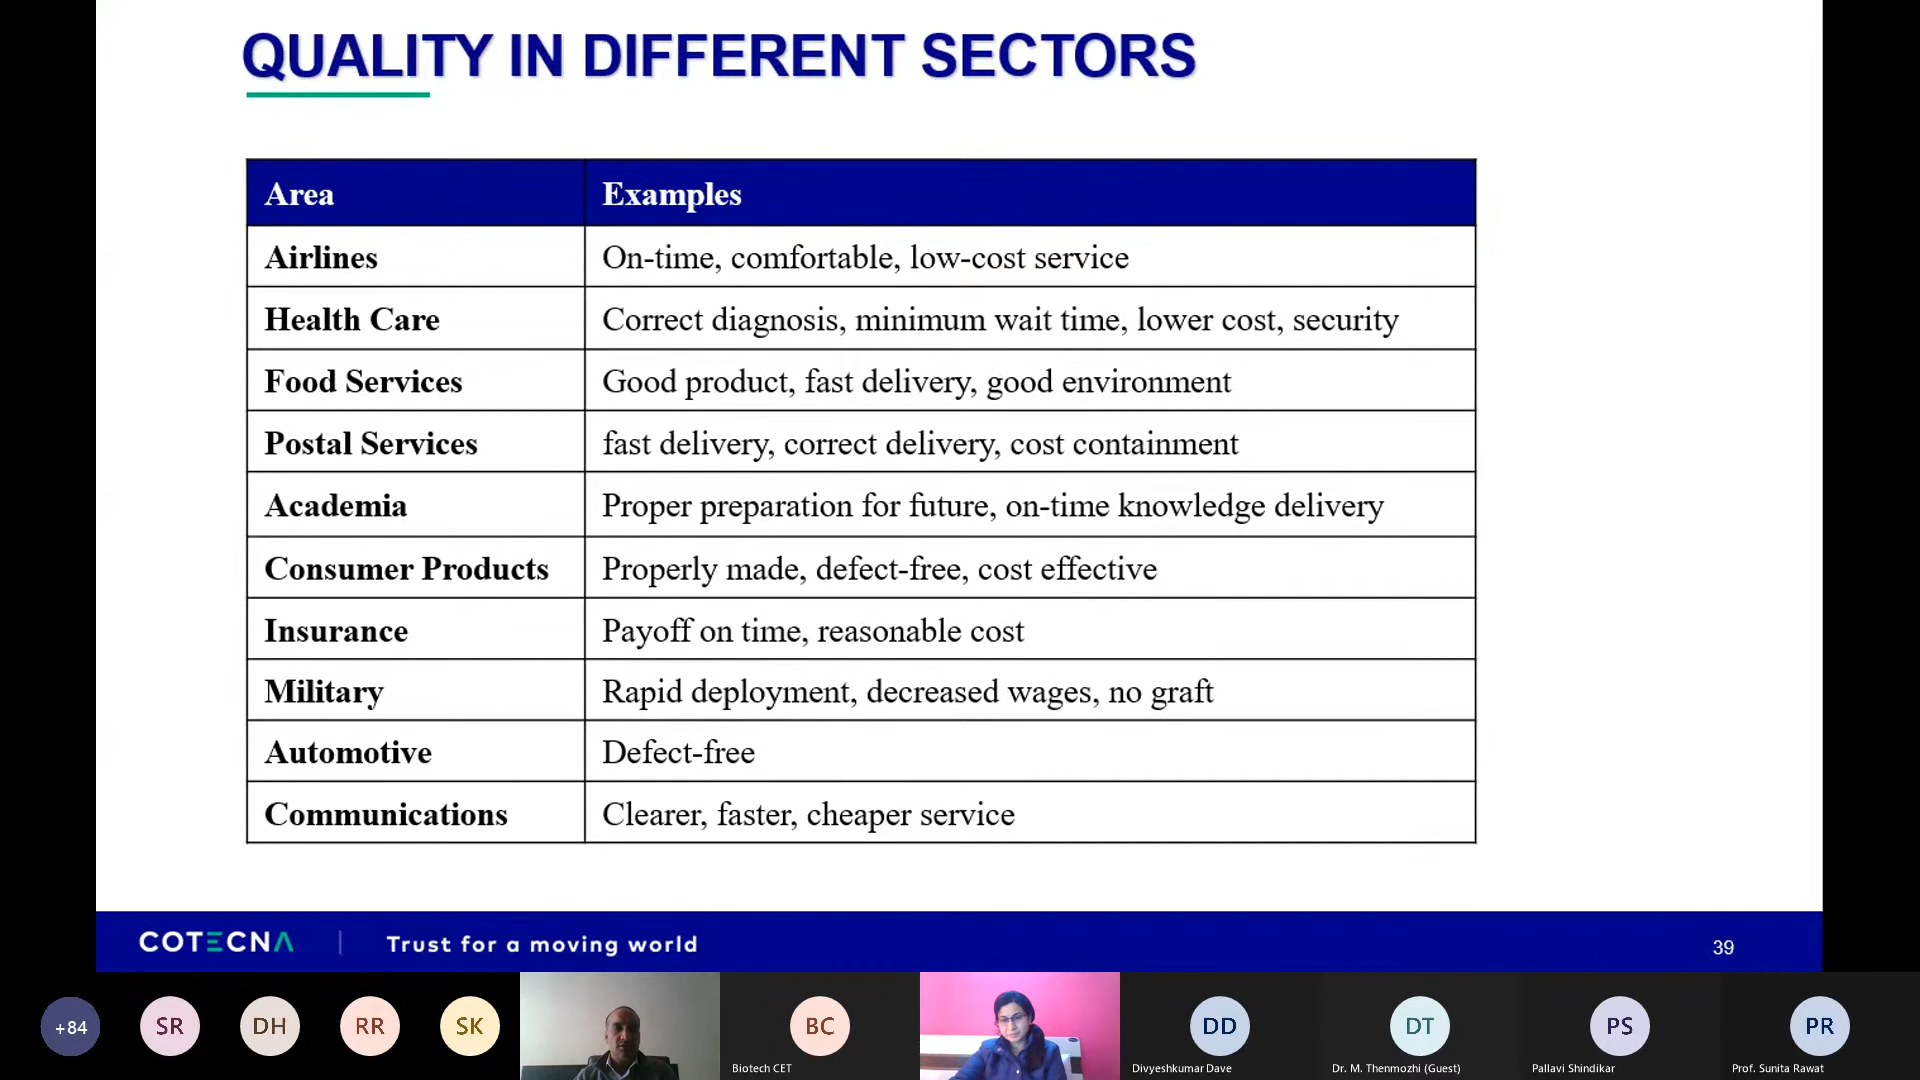 QUALITY IN DIFFERENT SECTORS
Area Examples
Airlines On-time, comfortable, low-cost service
Health Care Correct diagnosis, minimum wait time, lower cost, security
Food Services Good product, fast delivery, good environment
Postal Services fast delivery, correct delivery, cost containment
Academia Proper preparation for future, on-time knowledge delivery
Consumer Products Properly made, defect-free, cost effective
Insurance Payoff on time, reasonable cost
Military Rapid deployment, decreased wages, no graft
Automotive Defect-free
Communications Clearer, faster, cheaper service
COTECNA | Trust for a moving world 39
+84 SR DH RR SK BC DD DT PS PR
Biotech CET Divyeshkumar Dave Dr. M. Thenmozhi (Guest) Pallavi Shindikar Prof. Sunita Rawat